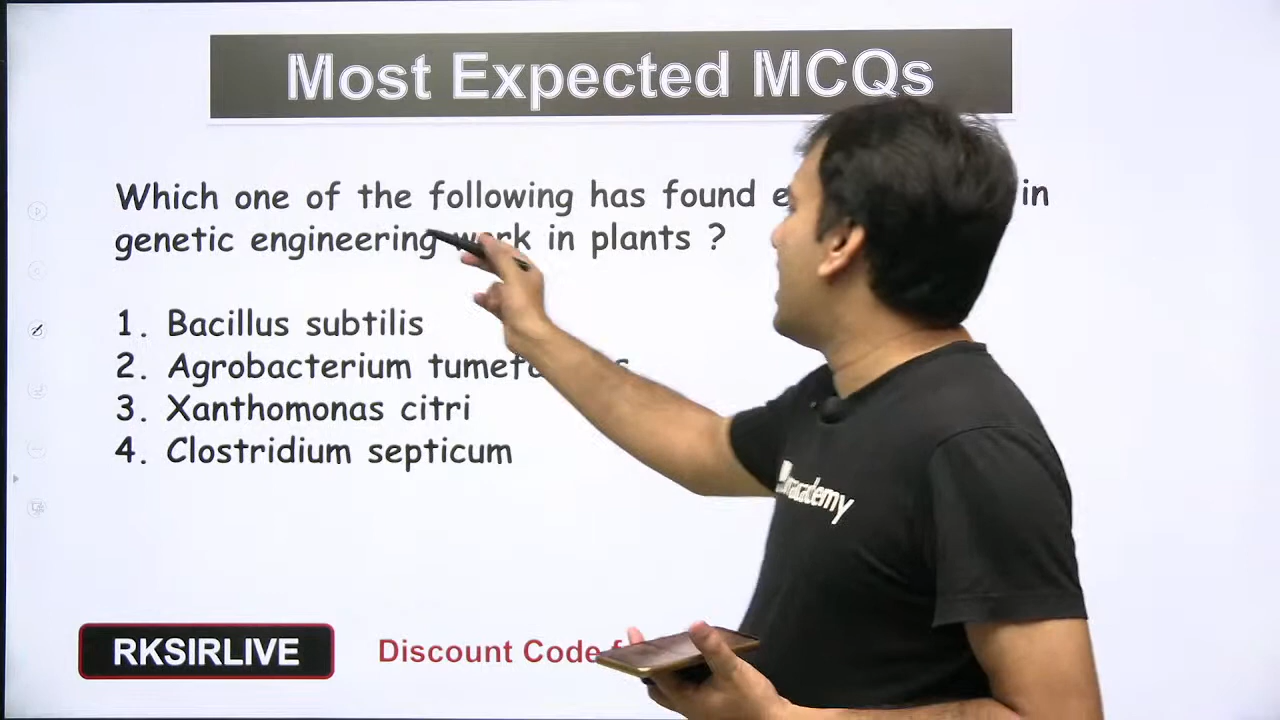 Most Expected MCQs
Which one of the following has found in
genetic engineering work in plants ?
1. Bacillus subtilis
2. Agrobacterium
3. Xanthomonas citri
4. Clostridium septicum
RKSIRLIVE
Discount Code